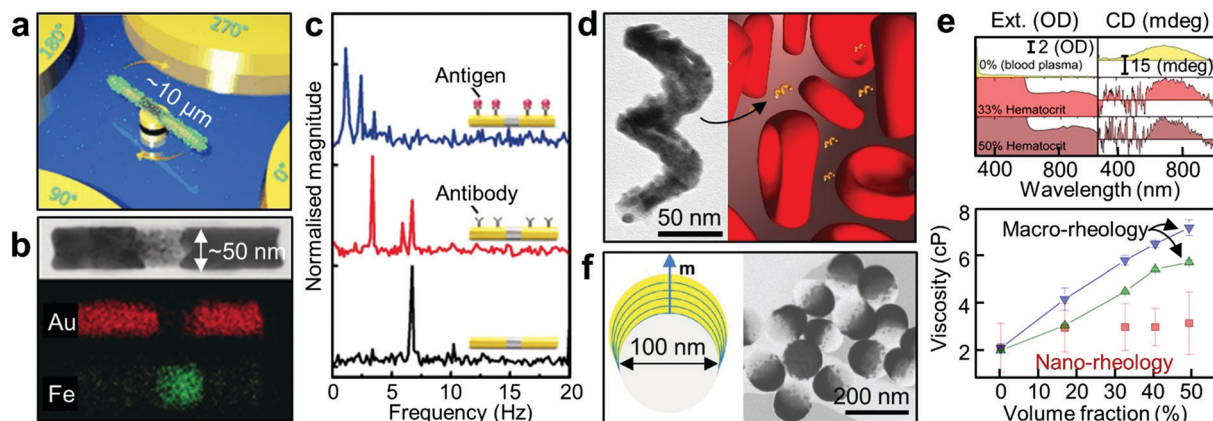 a
180°
270°
~10 µm
90°
0°
b
~50 nm
Au
Fe
c
Normalised magnitude
Antigen
Antibody
0 5 10 15 20
Frequency (Hz)
d
50 nm
e
Ext. (OD) CD (mdeg)
2 (OD)
0% (blood plasma)
15 (mdeg)
33% Hematocrit
50% Hematocrit
400 800 400 800
Wavelength (nm)
8
6
4
2
Viscosity (cP)
Macro-rheology
Nano-rheology
0 10 20 30 40 50
Volume fraction (%)
f
m
100 nm
200 nm